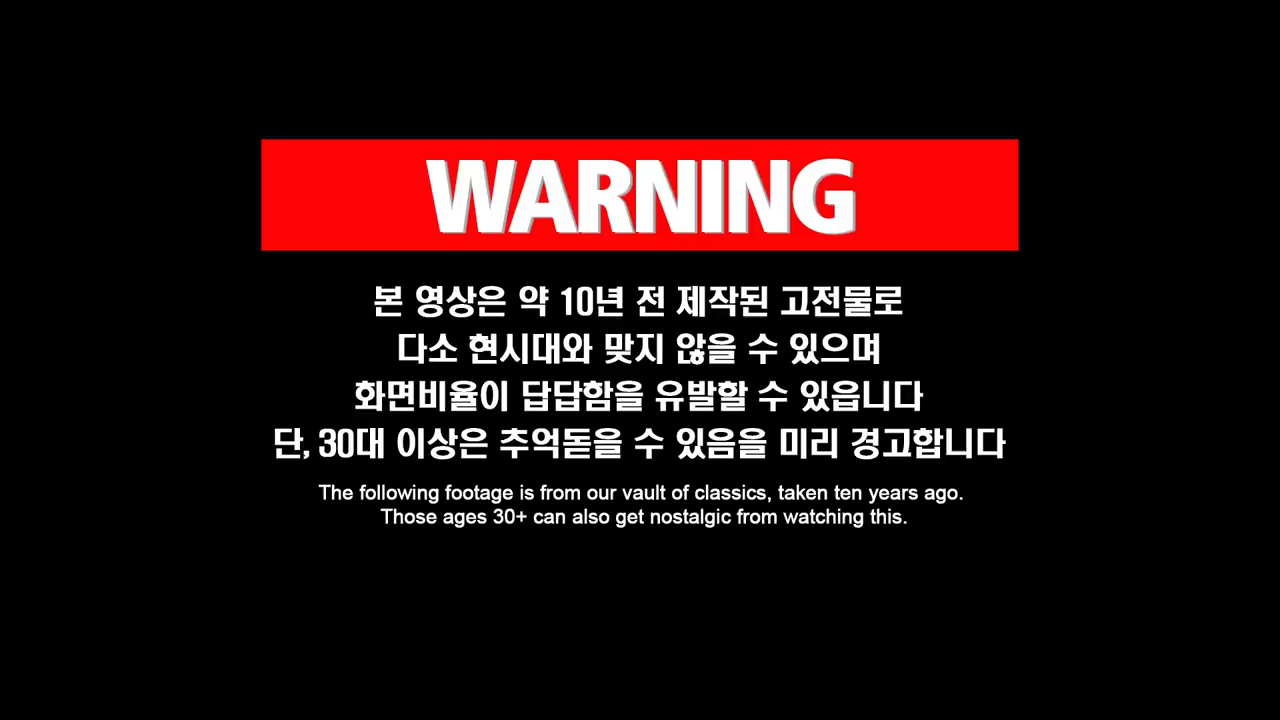 WARNING
본 영상은 약 10년 전 제작된 고전물로
다소 현시대와 맞지 않을 수 있으며
화면비율이 답답함을 유발할 수 있읍니다
단, 30대 이상은 추억돋을 수 있음을 미리 경고합니다
The following footage is from our vault of classics, taken ten years ago.
Those ages 30+ can also get nostalgic from watching this.